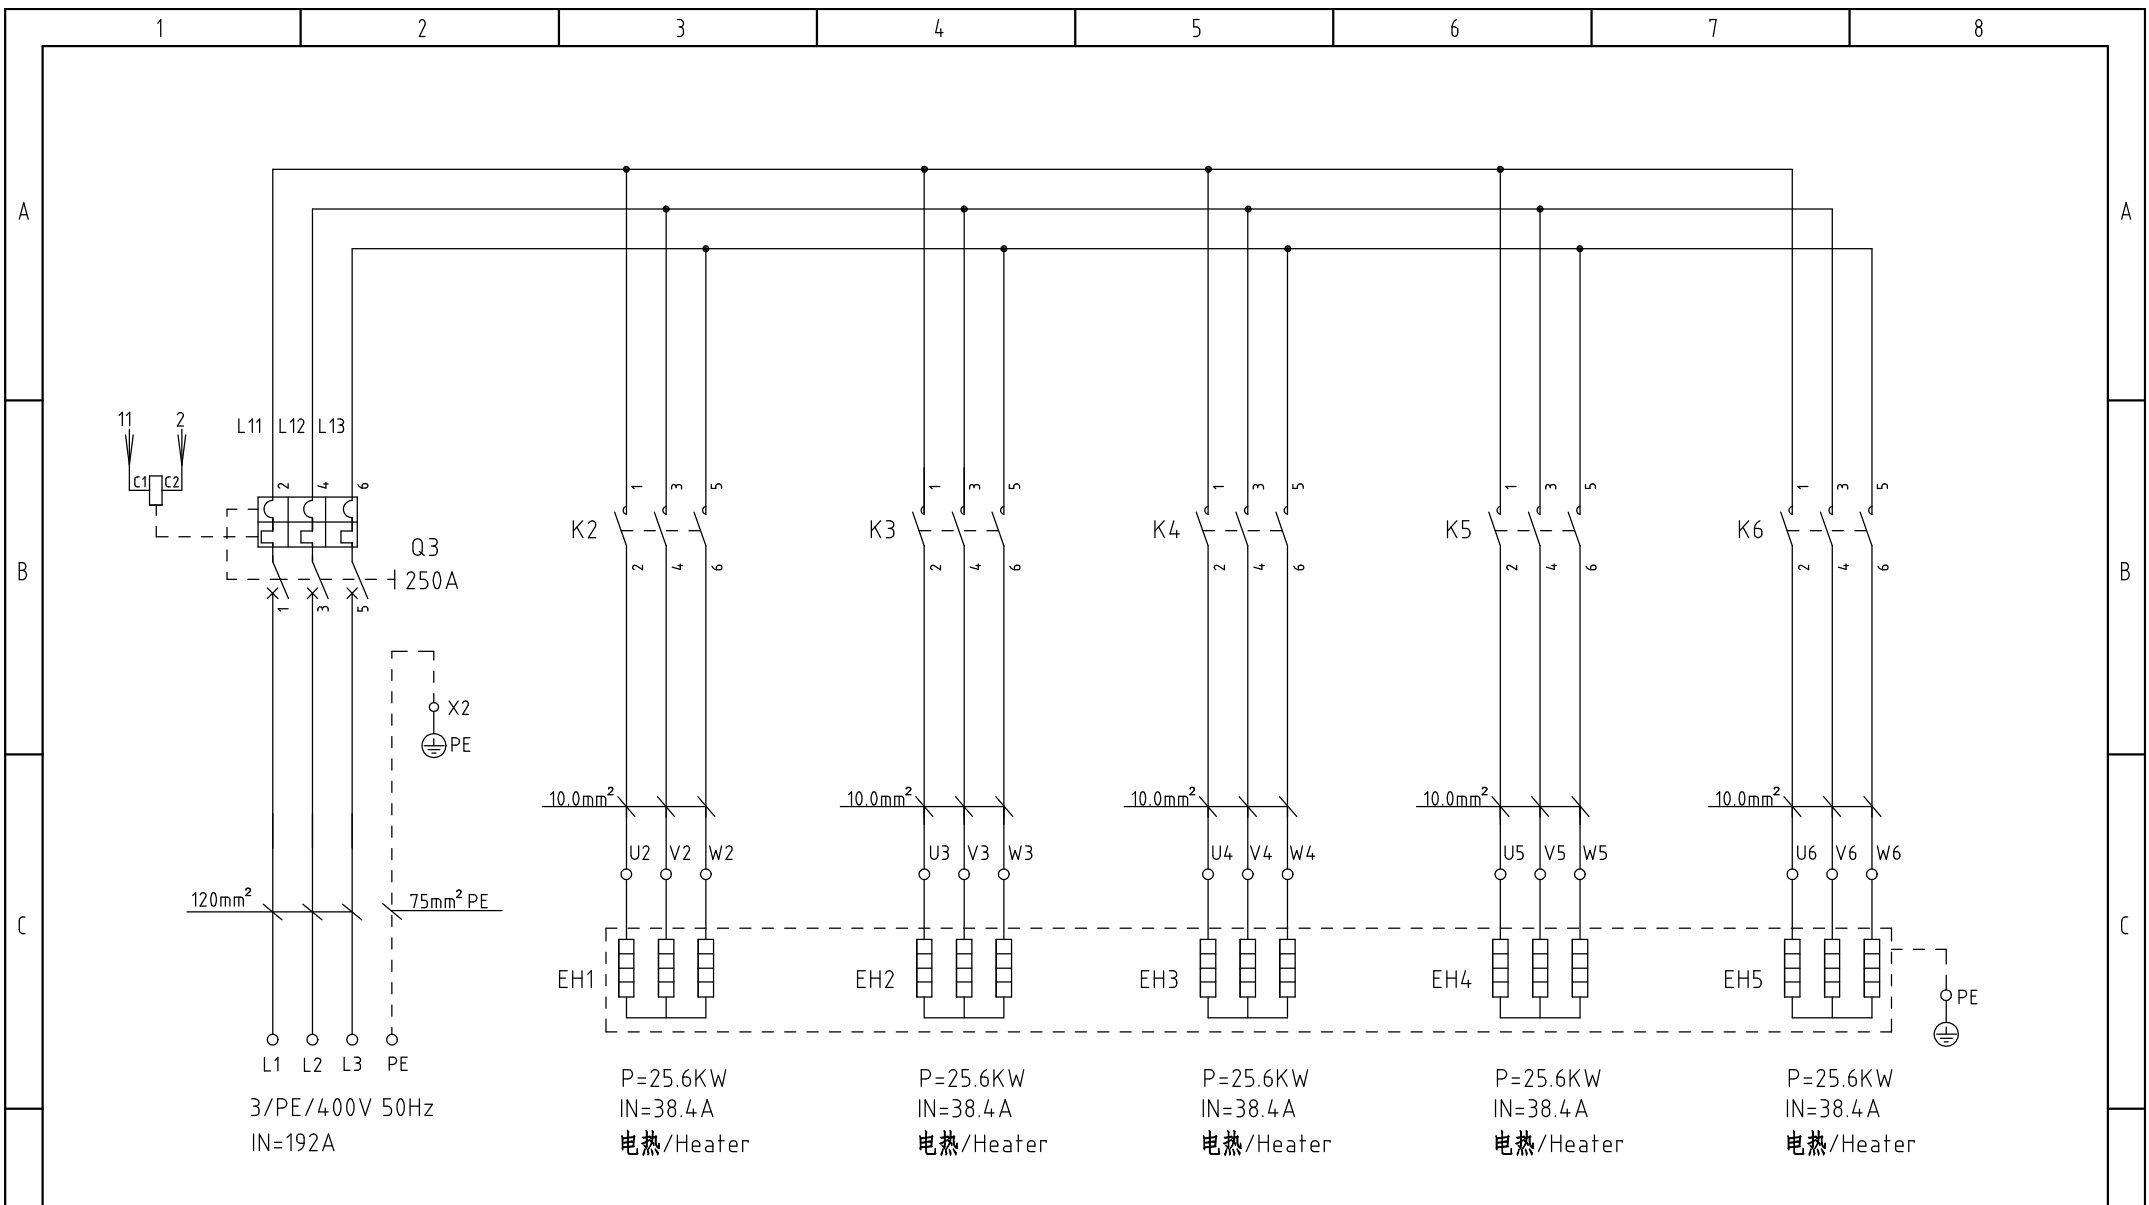 1 2 3 4 5 6 7 8
A A
11 2 L11 L12 L13
C1 C2 2 4 6 1 3 5 1 3 5 1 3 5 1 3 5 1 3 5
K2 K3 K4 K5 K6
Q3
250A
2 4 6 2 4 6 2 4 6 2 4 6 2 4 6
B B
1 3 5
X2
PE
10.0mm² 10.0mm² 10.0mm² 10.0mm² 10.0mm²
U2 V2 W2 U3 V3 W3 U4 V4 W4 U5 V5 W5 U6 V6 W6
120mm² 75mm² PE
C C
EH1 EH2 EH3 EH4 EH5
PE
L1 L2 L3 PE
P=25.6KW P=25.6KW P=25.6KW P=25.6KW P=25.6KW
3/PE/400V 50Hz
IN=38.4A IN=38.4A IN=38.4A IN=38.4A IN=38.4A
IN=192A
电热/Heater 电热/Heater 电热/Heater 电热/Heater 电热/Heater